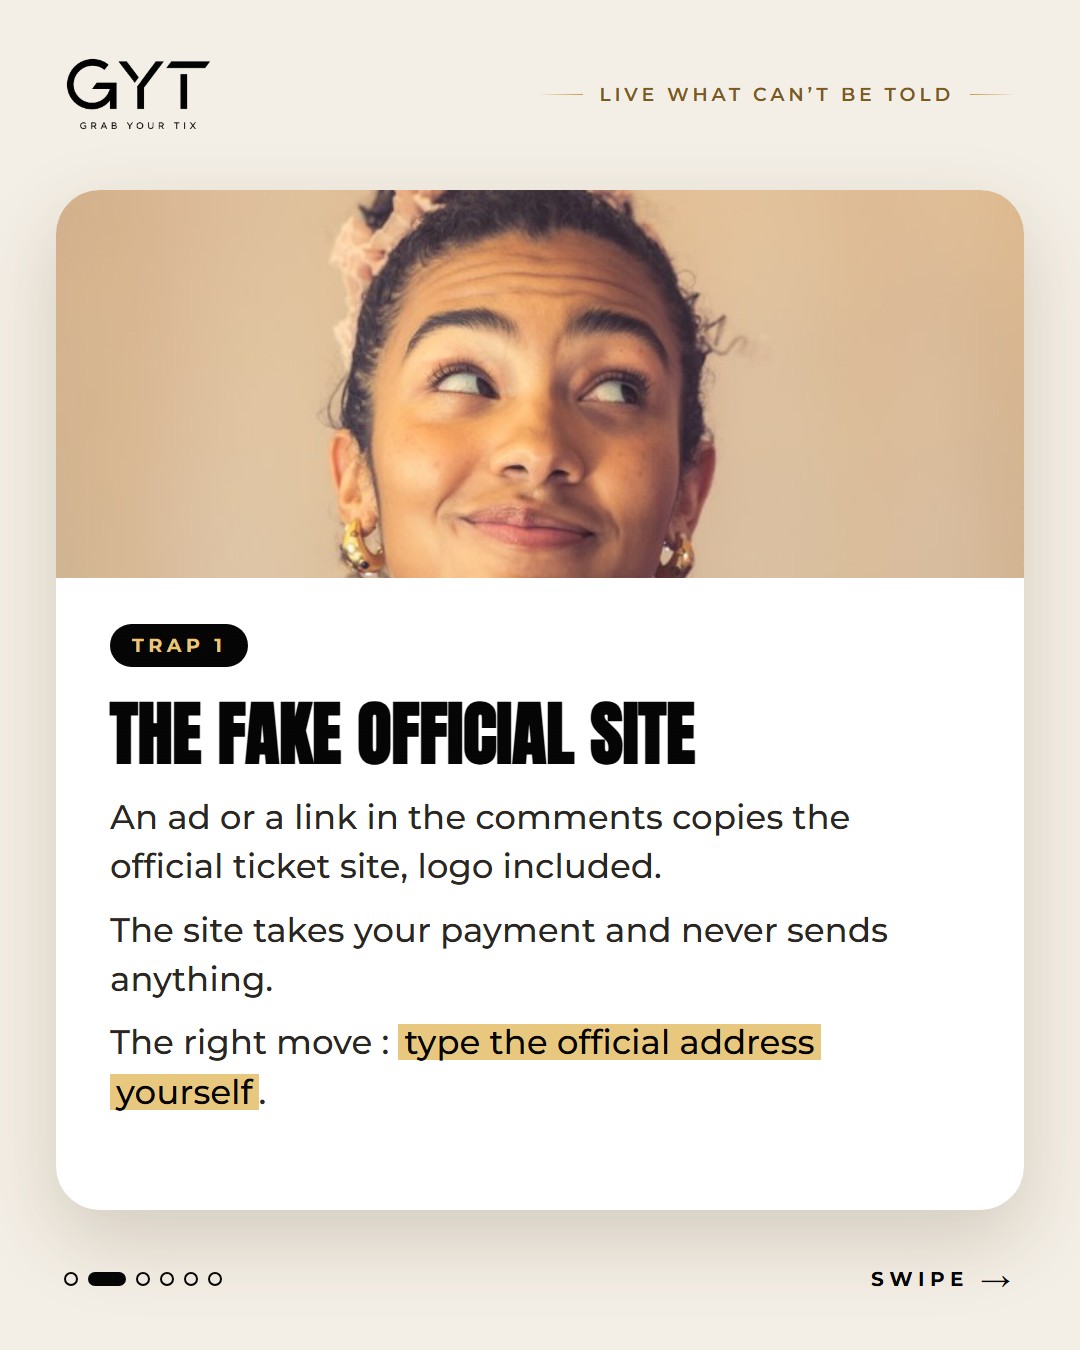 GYT
GRAB YOUR TIX
LIVE WHAT CAN’T BE TOLD
TRAP 1
THE FAKE OFFICIAL SITE
An ad or a link in the comments copies the
official ticket site, logo included.
The site takes your payment and never sends
anything.
The right move : type the official address
yourself.
SWIPE →